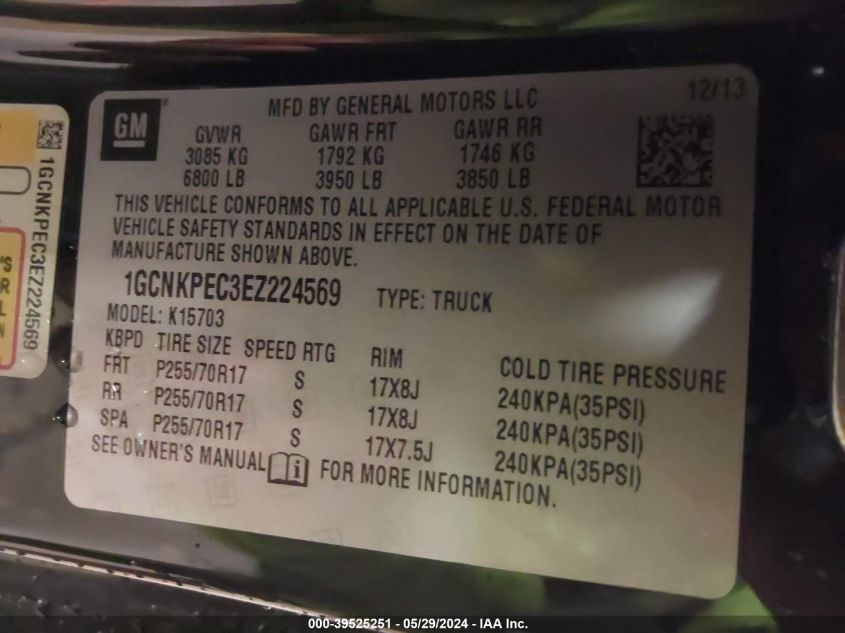 12/13
GM
MFD BY GENERAL MOTORS LLC
GVWR GAWR FRT GAWR RR
3085 KG 1792 KG 1746 KG
6800 LB 3950 LB 3850 LB
THIS VEHICLE CONFORMS TO ALL APPLICABLE U.S. FEDERAL MOTOR
VEHICLE SAFETY STANDARDS IN EFFECT ON THE DATE OF
MANUFACTURE SHOWN ABOVE.
1GCNKPEC3EZ224569 TYPE: TRUCK
MODEL: K15703
KBPD TIRE SIZE SPEED RTG RIM COLD TIRE PRESSURE
FRT P255/70R17 S 17X8J 240KPA(35PSI)
RR P255/70R17 S 17X8J 240KPA(35PSI)
SPA P255/70R17 S 17X7.5J 240KPA(35PSI)
SEE OWNER'S MANUAL i FOR MORE INFORMATION.
1GCNKPEC3EZ224569
000-39525251 - 05/29/2024 - IAA Inc.